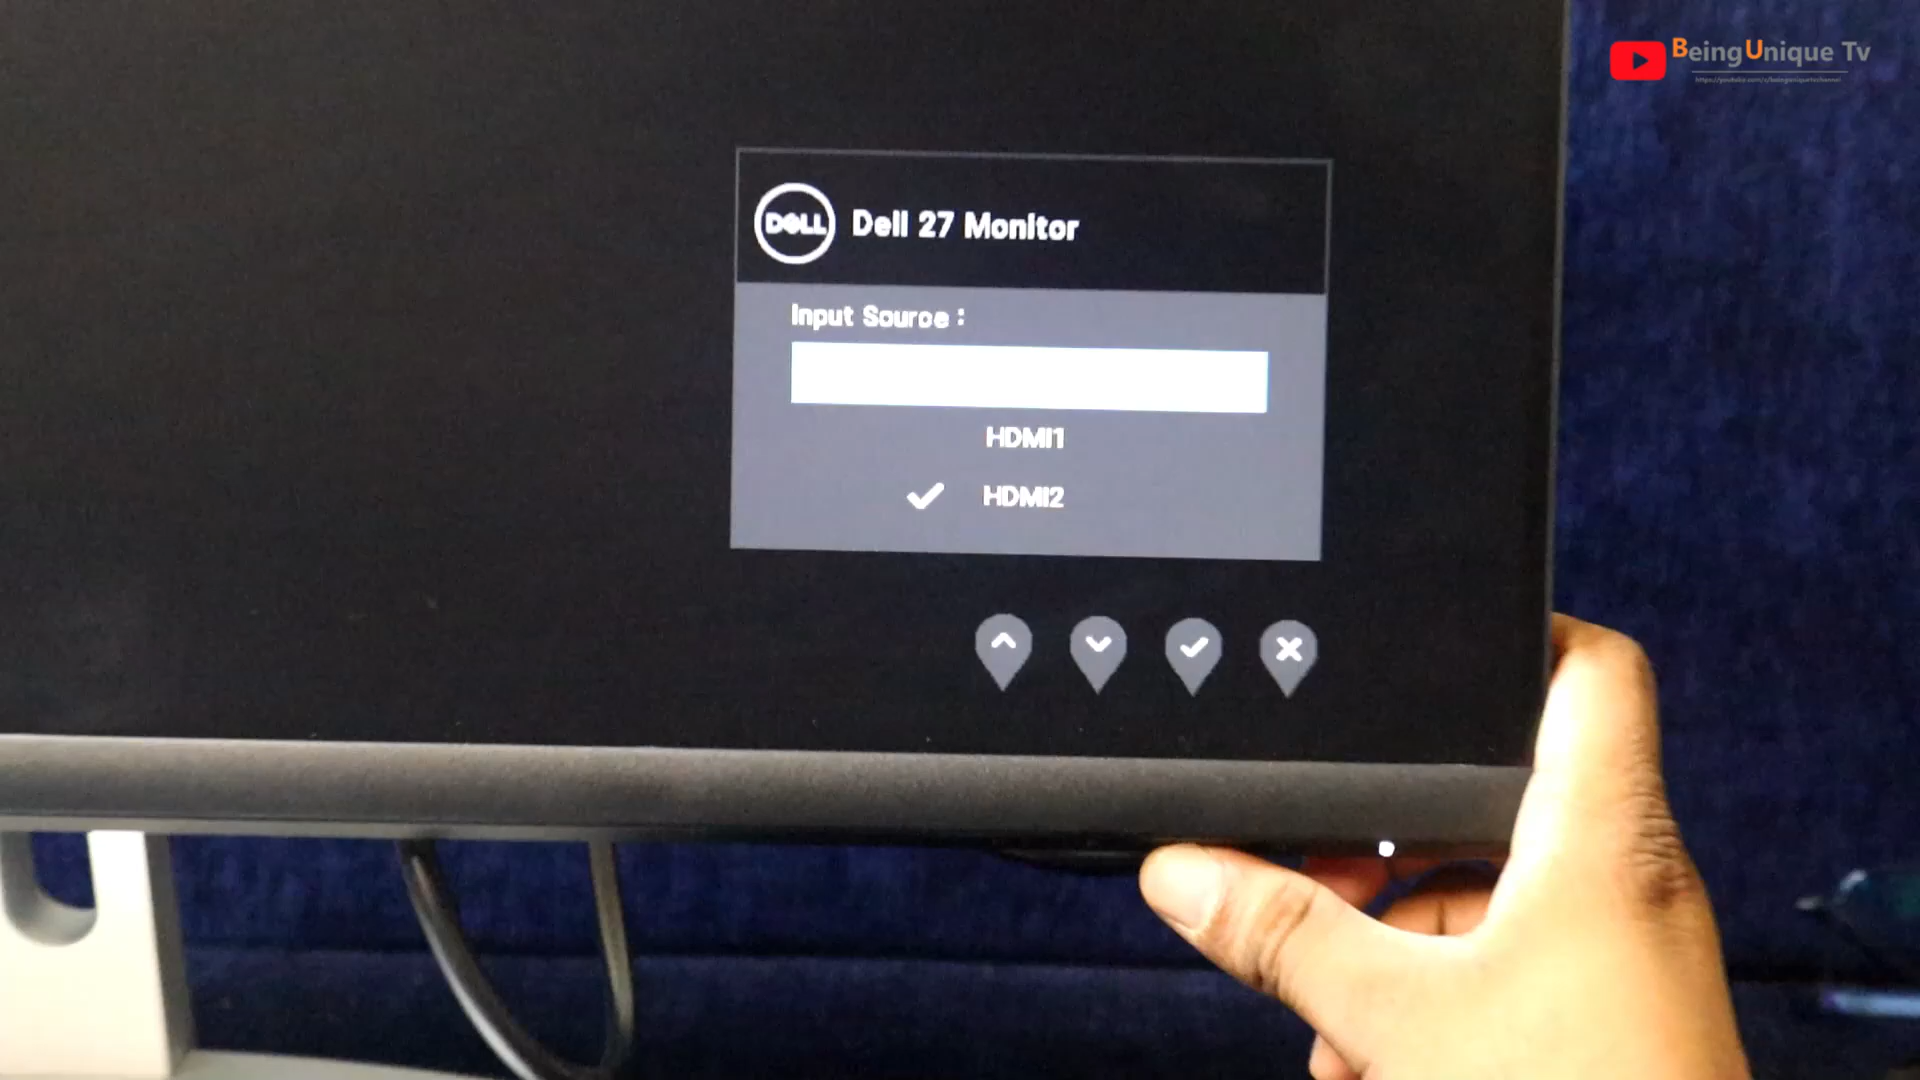 BeingUnique Tv
DELL
Dell 27 Monitor
Input Source :
HDMI1
HDMI2